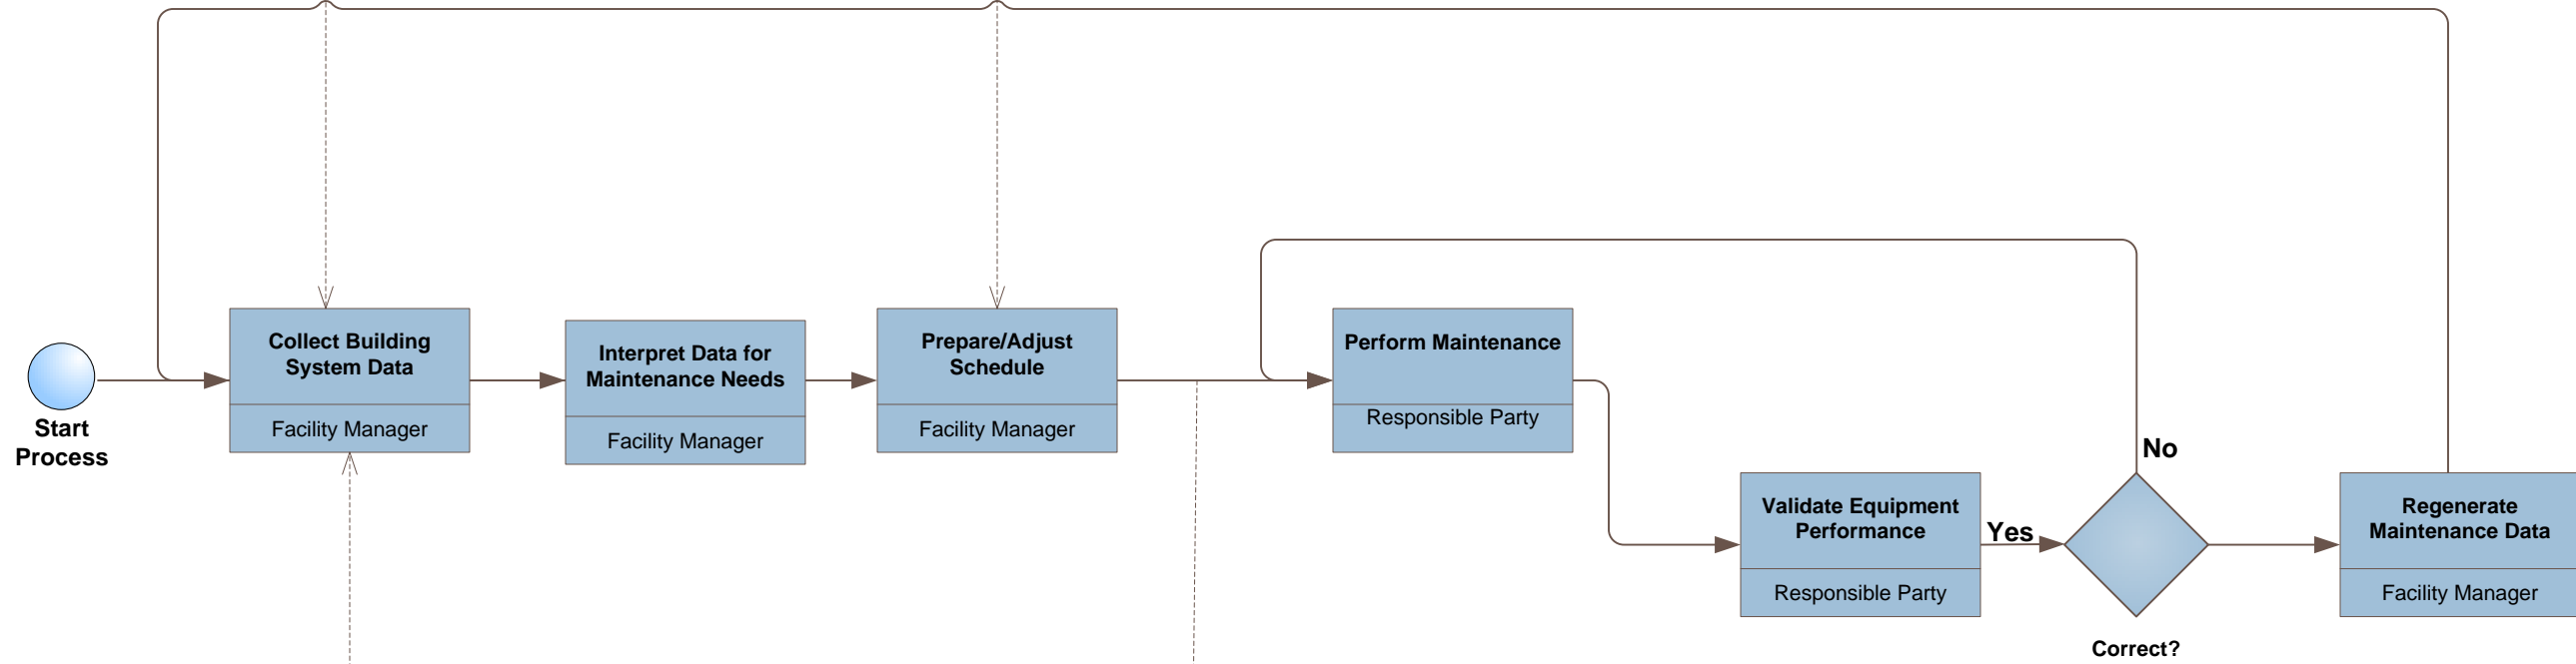 Start
Process
Collect Building
System Data
Facility Manager
Interpret Data for
Maintenance Needs
Facility Manager
Prepare/Adjust
Schedule
Facility Manager
Perform Maintenance
Responsible Party
Validate Equipment
Performance
Responsible Party
Yes
No
Correct?
Regenerate
Maintenance Data
Facility Manager